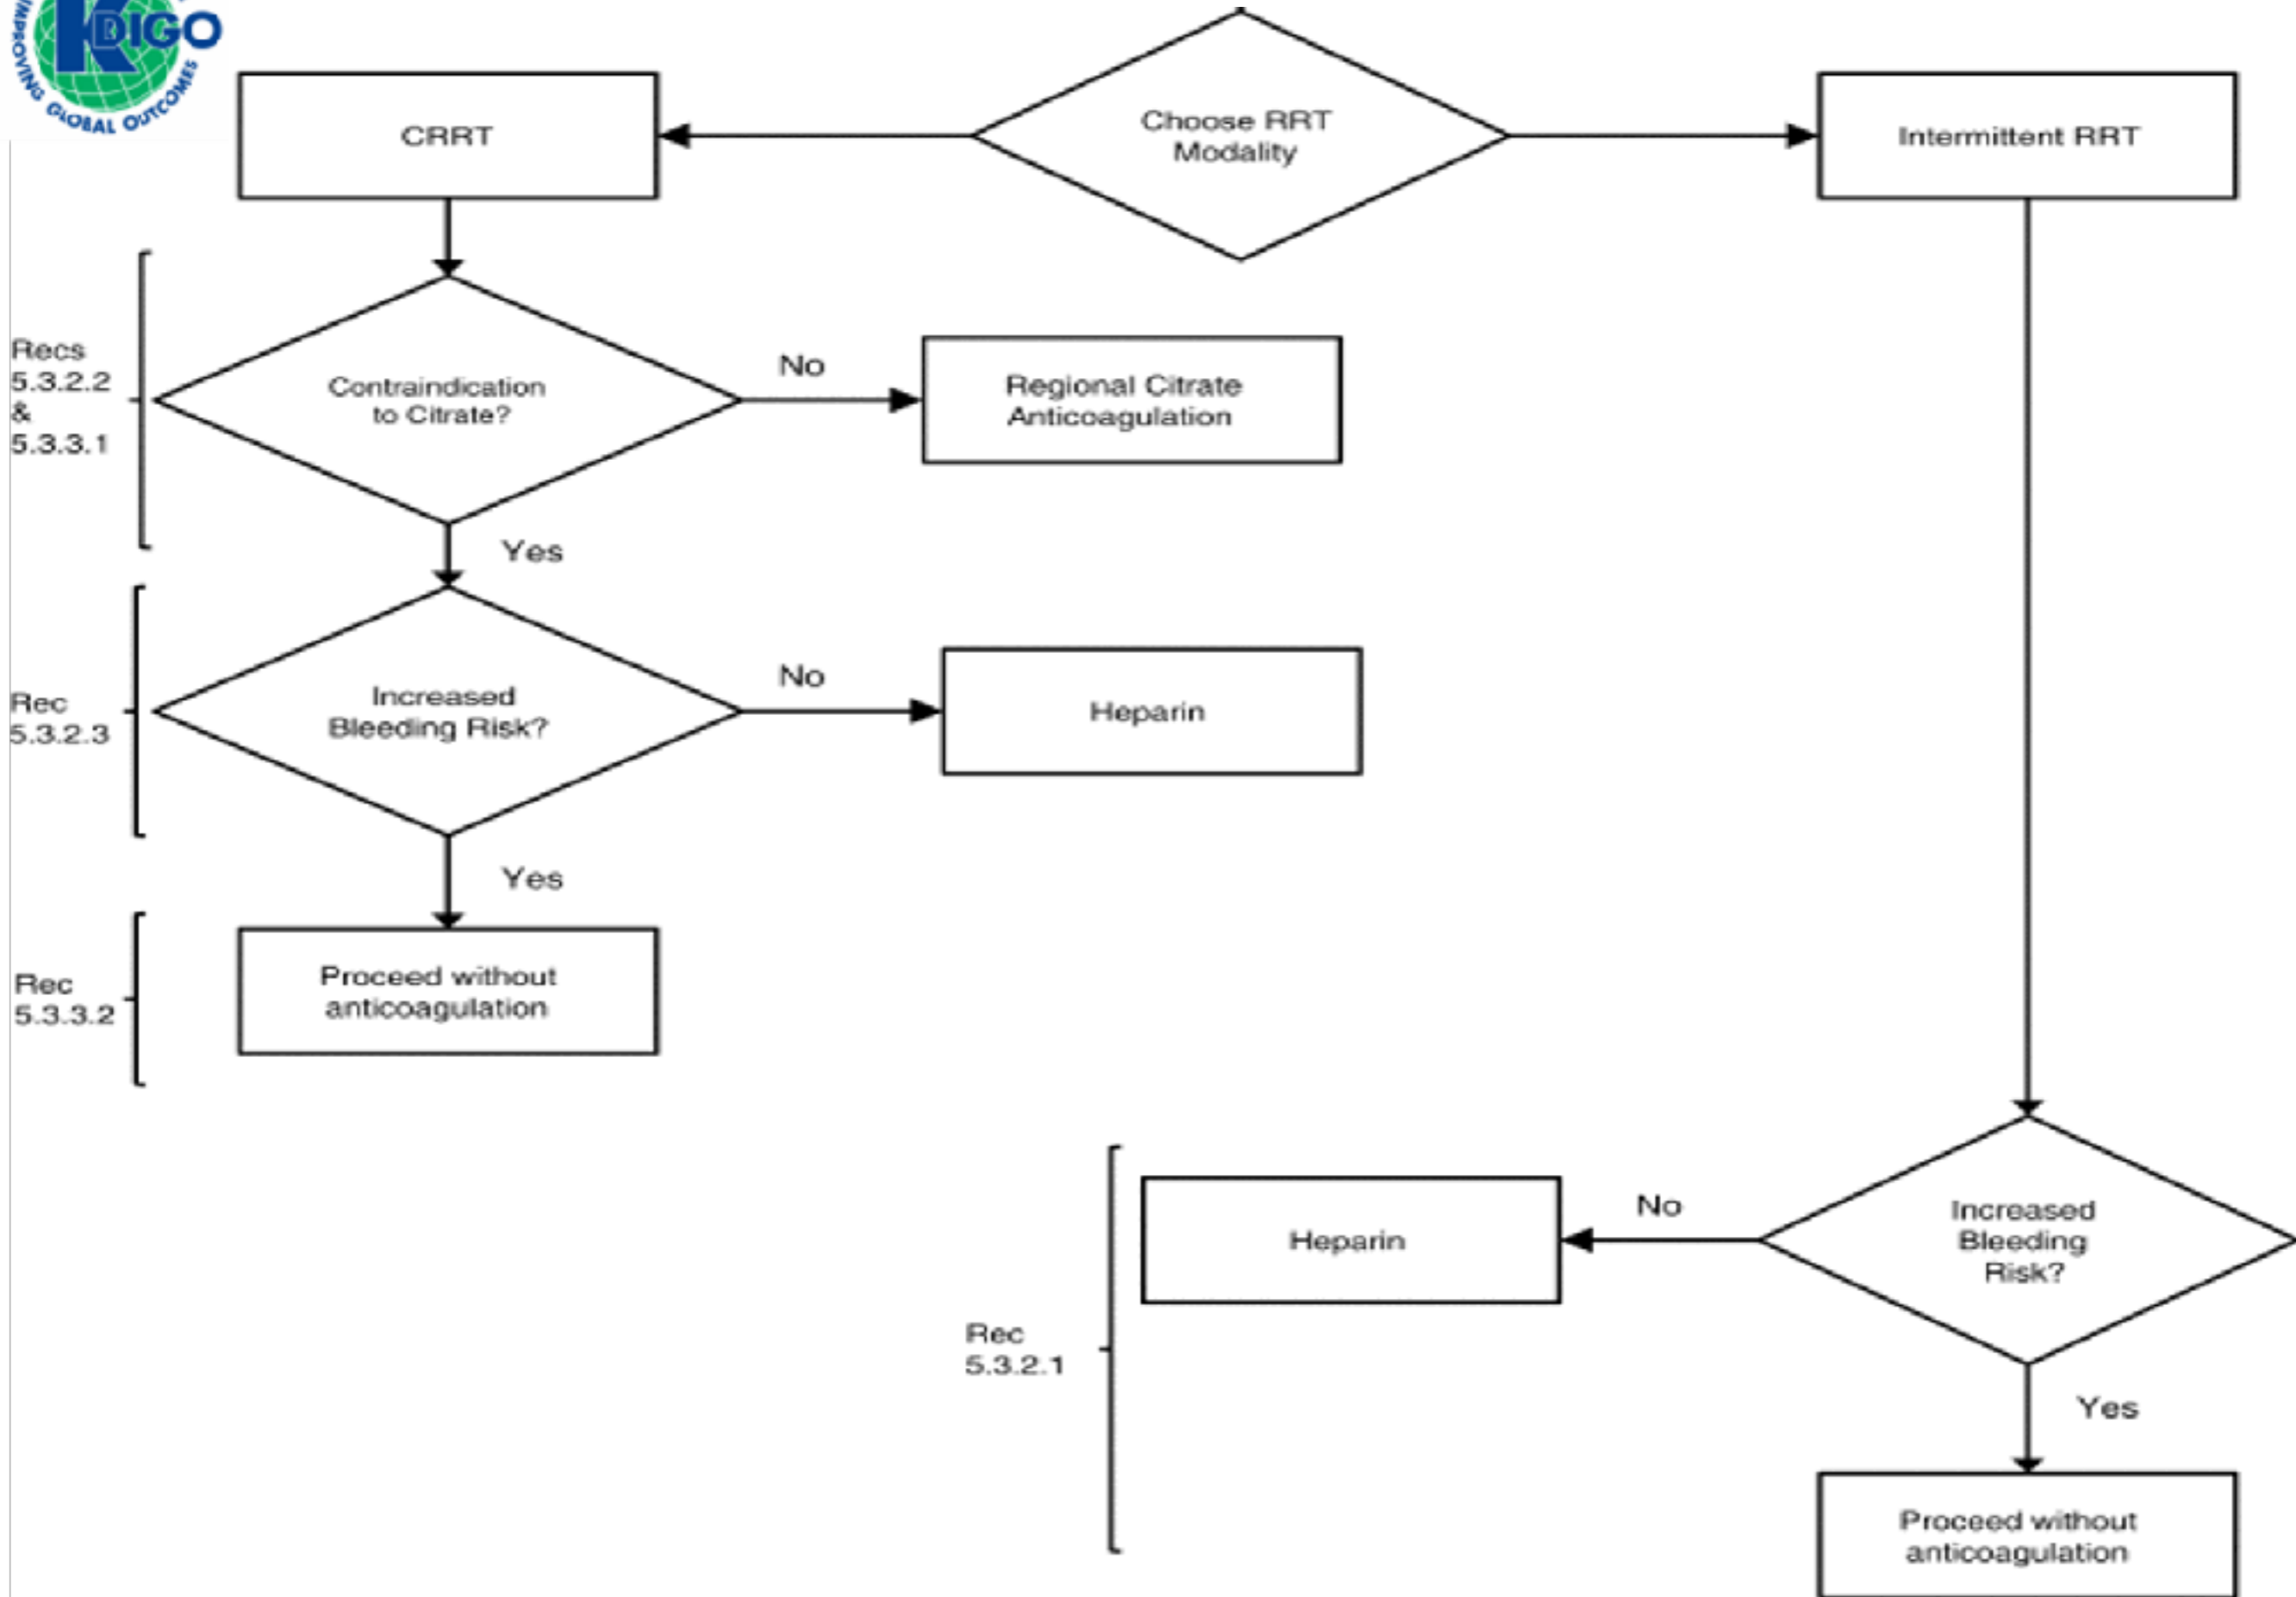 KDIGO
IMPROVING GLOBAL OUTCOMES
CRRT
Choose RRT
Modality
Intermittent RRT
Recs
5.3.2.2
&
5.3.3.1
Contraindication
to Citrate?
No
Regional Citrate
Anticoagulation
Yes
Rec
5.3.2.3
Increased
Bleeding Risk?
No
Heparin
Yes
Rec
5.3.3.2
Proceed without
anticoagulation
Rec
5.3.2.1
Heparin
No
Increased
Bleeding
Risk?
Yes
Proceed without
anticoagulation